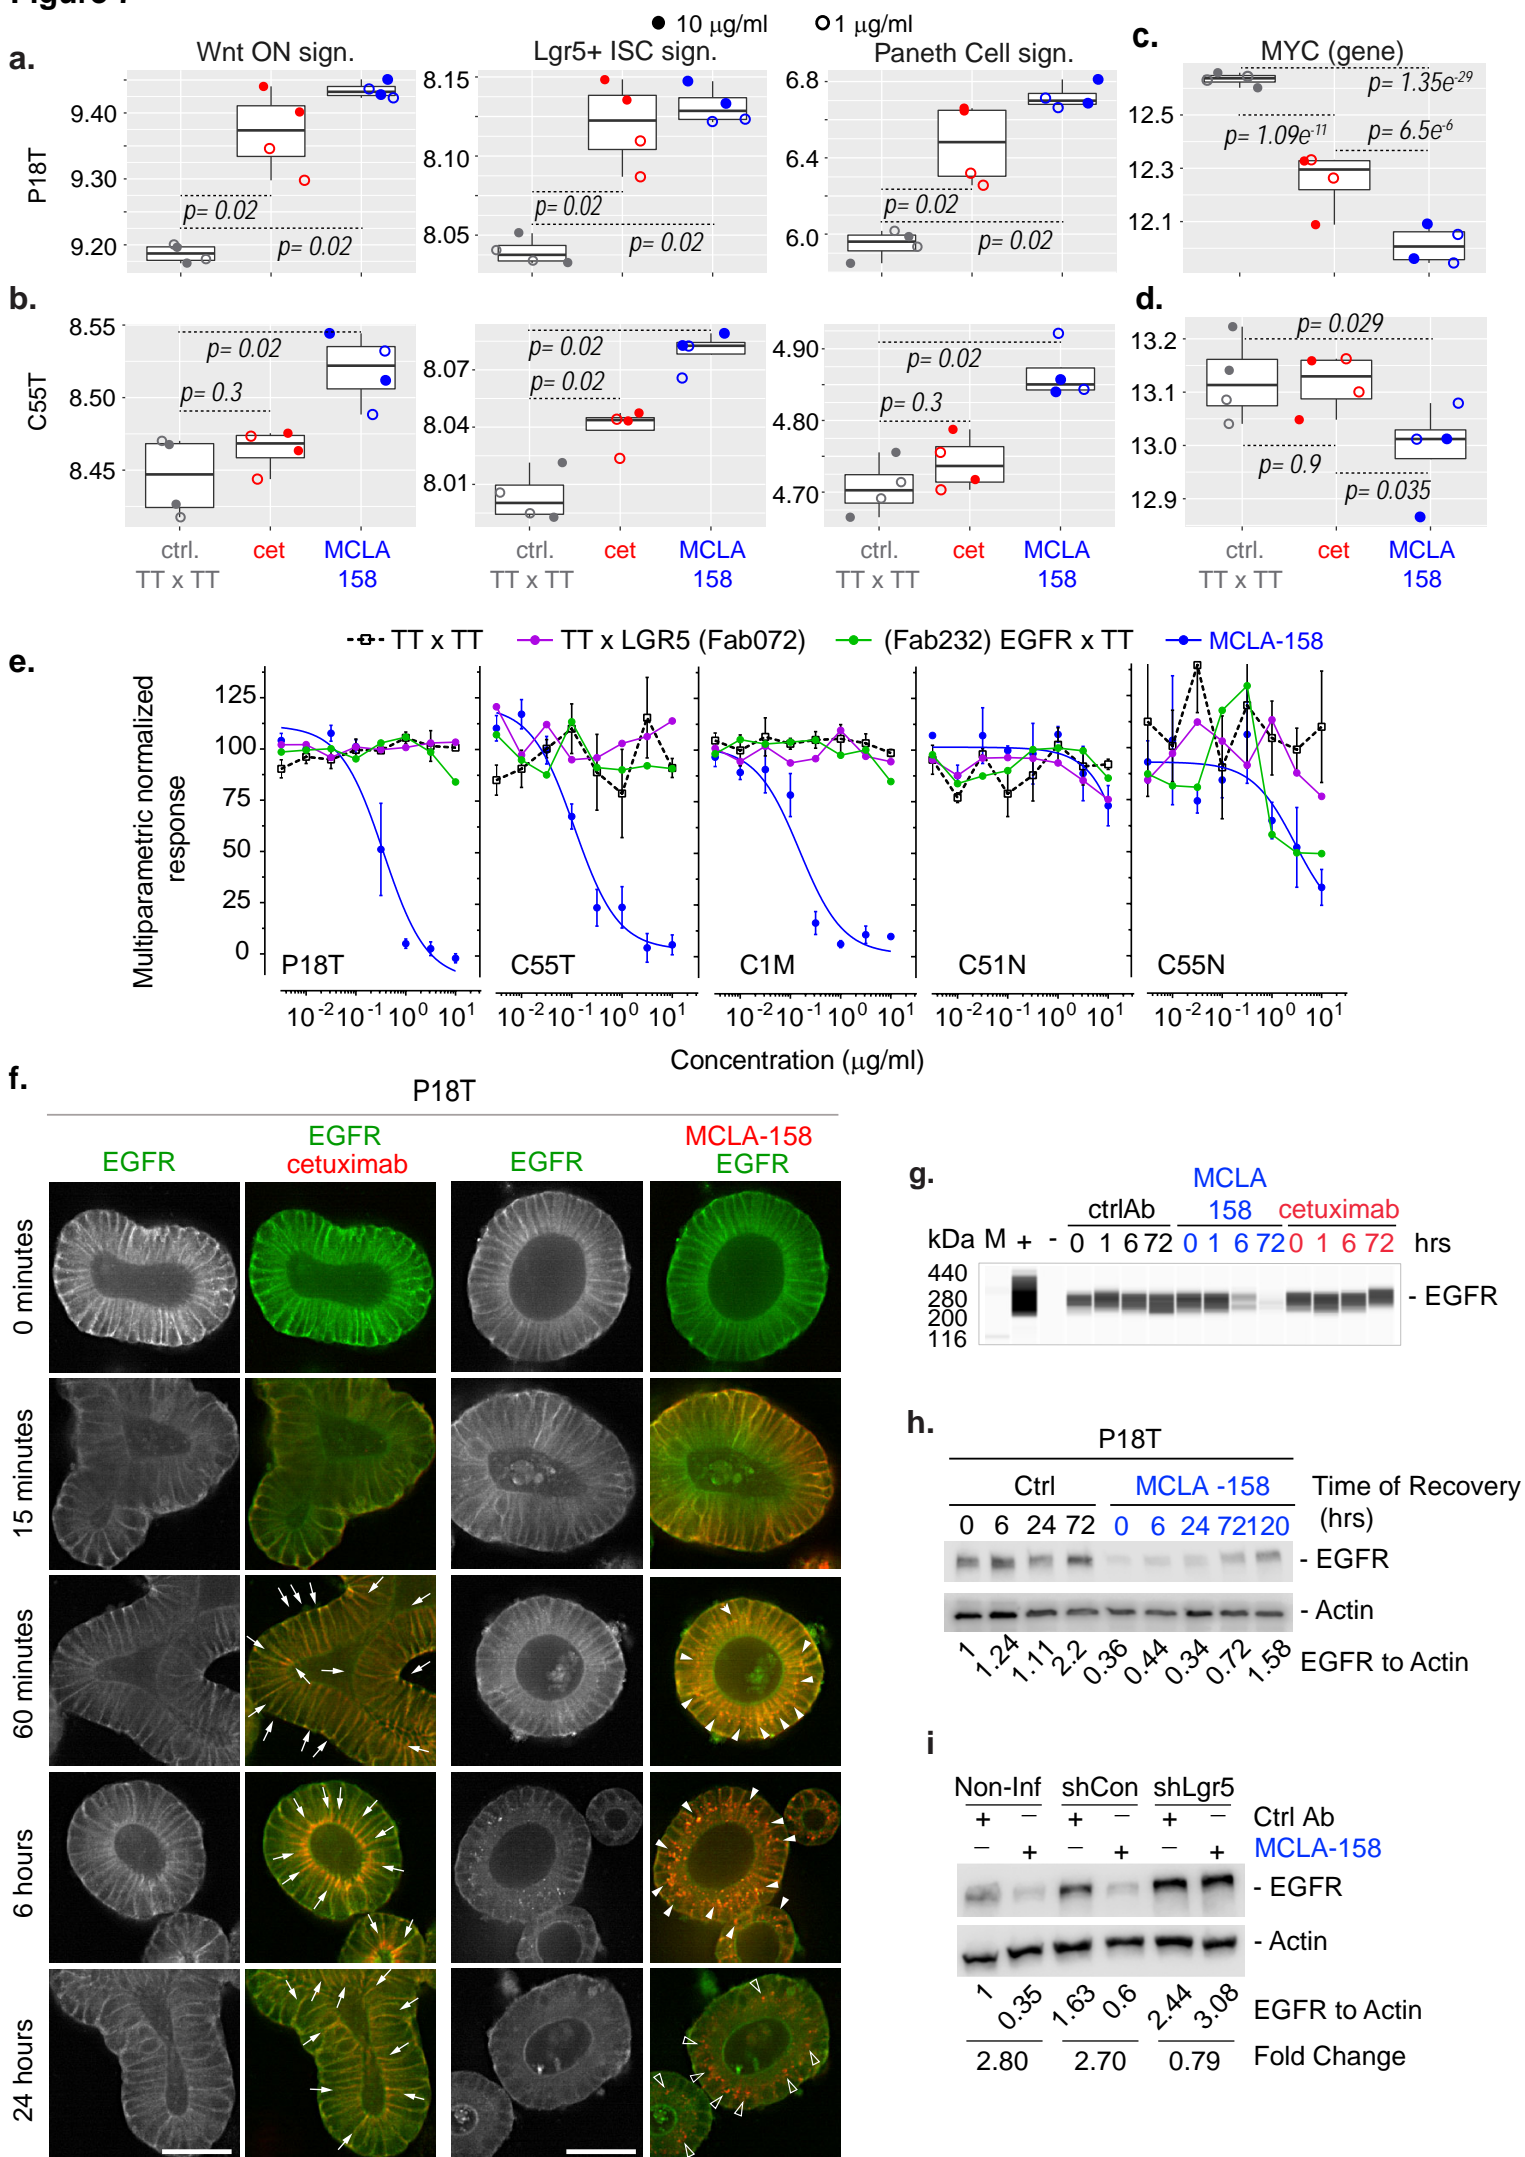 10 μg/ml 1 μg/ml
a. Wnt ON sign. Lgr5+ ISC sign. Paneth Cell sign. c. MYC (gene)
P18T
9.40
9.30
9.20
p= 0.02
p= 0.02
8.15
8.10
8.05
p= 0.02
p= 0.02
6.8
6.4
6.0
p= 0.02
p= 0.02
12.5
12.3
12.1
p= 1.35e-29
p= 1.09e-11
p= 6.5e-6
b. d.
C55T
8.55
8.50
8.45
p= 0.02
p= 0.3
8.07
8.04
8.01
p= 0.02
p= 0.02
4.90
4.80
4.70
p= 0.02
p= 0.3
13.2
13.1
13.0
12.9
p= 0.029
p= 0.9
p= 0.035
ctrl. cet MCLA ctrl. cet MCLA ctrl. cet MCLA ctrl. cet MCLA
TT x TT 158 TT x TT 158 TT x TT 158 TT x TT 158
e.
TT x TT TT x LGR5 (Fab072) (Fab232) EGFR x TT MCLA-158
Multiparametric normalized
response
125
100
75
50
25
0
P18T C55T C1M C51N C55N
10-2 10-1 100 101 10-2 10-1 100 101 10-2 10-1 100 101 10-2 10-1 100 101 10-2 10-1 100 101
Concentration (μg/ml)
f.
P18T
EGFR MCLA-158
EGFR cetuximab EGFR EGFR
0 minutes
15 minutes
60 minutes
6 hours
24 hours
g.
MCLA
ctrlAb 158 cetuximab
kDa M + - 0 1 6 72 0 1 6 72 0 1 6 72 hrs
440
280
200
116
- EGFR
h.
P18T
Ctrl MCLA -158 Time of Recovery
0 6 24 72 0 6 24 72 120 (hrs)
- EGFR
- Actin
1 1.24 1.11 2.2 0.36 0.44 0.34 0.72 1.58 EGFR to Actin
i
Non-Inf shCon shLgr5
+ – + – + – Ctrl Ab
– + – + – + MCLA-158
- EGFR
- Actin
1 0.35 1.63 0.6 2.44 3.08 EGFR to Actin
2.80 2.70 0.79 Fold Change